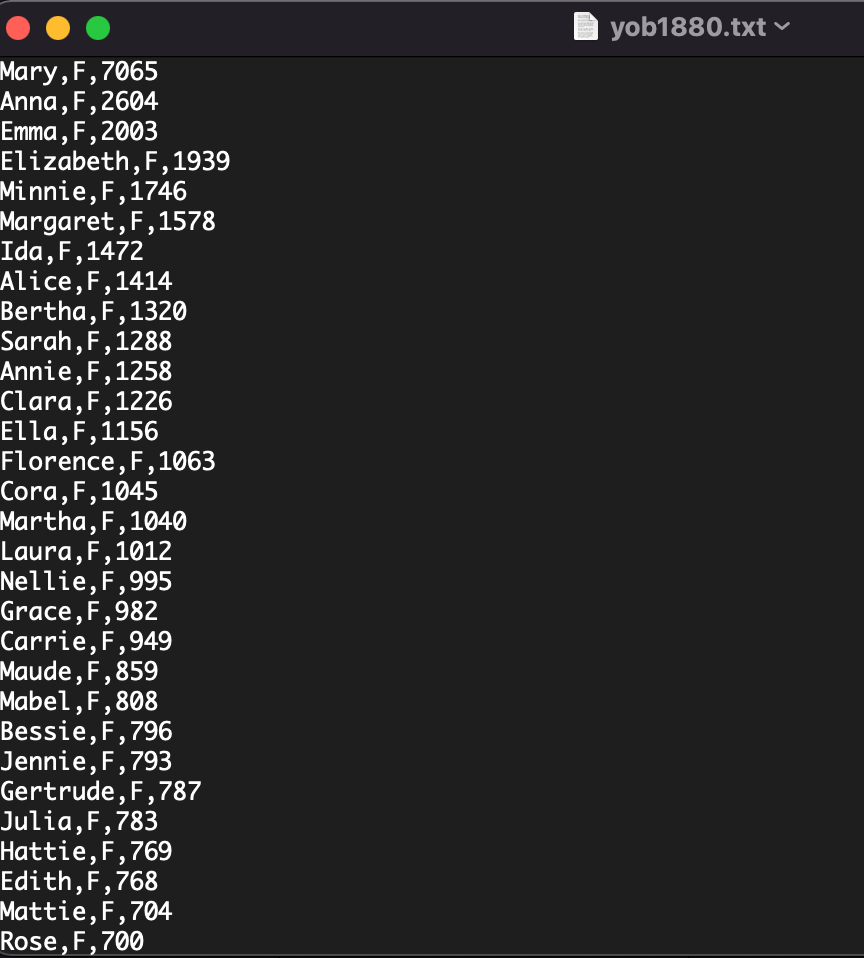 yob1880.txt
Mary,F,7065
Anna,F,2604
Emma,F,2003
Elizabeth,F,1939
Minnie,F,1746
Margaret,F,1578
Ida,F,1472
Alice,F,1414
Bertha,F,1320
Sarah,F,1288
Annie,F,1258
Clara,F,1226
Ella,F,1156
Florence,F,1063
Cora,F,1045
Martha,F,1040
Laura,F,1012
Nellie,F,995
Grace,F,982
Carrie,F,949
Maude,F,859
Mabel,F,808
Bessie,F,796
Jennie,F,793
Gertrude,F,787
Julia,F,783
Hattie,F,769
Edith,F,768
Mattie,F,704
Rose,F,700